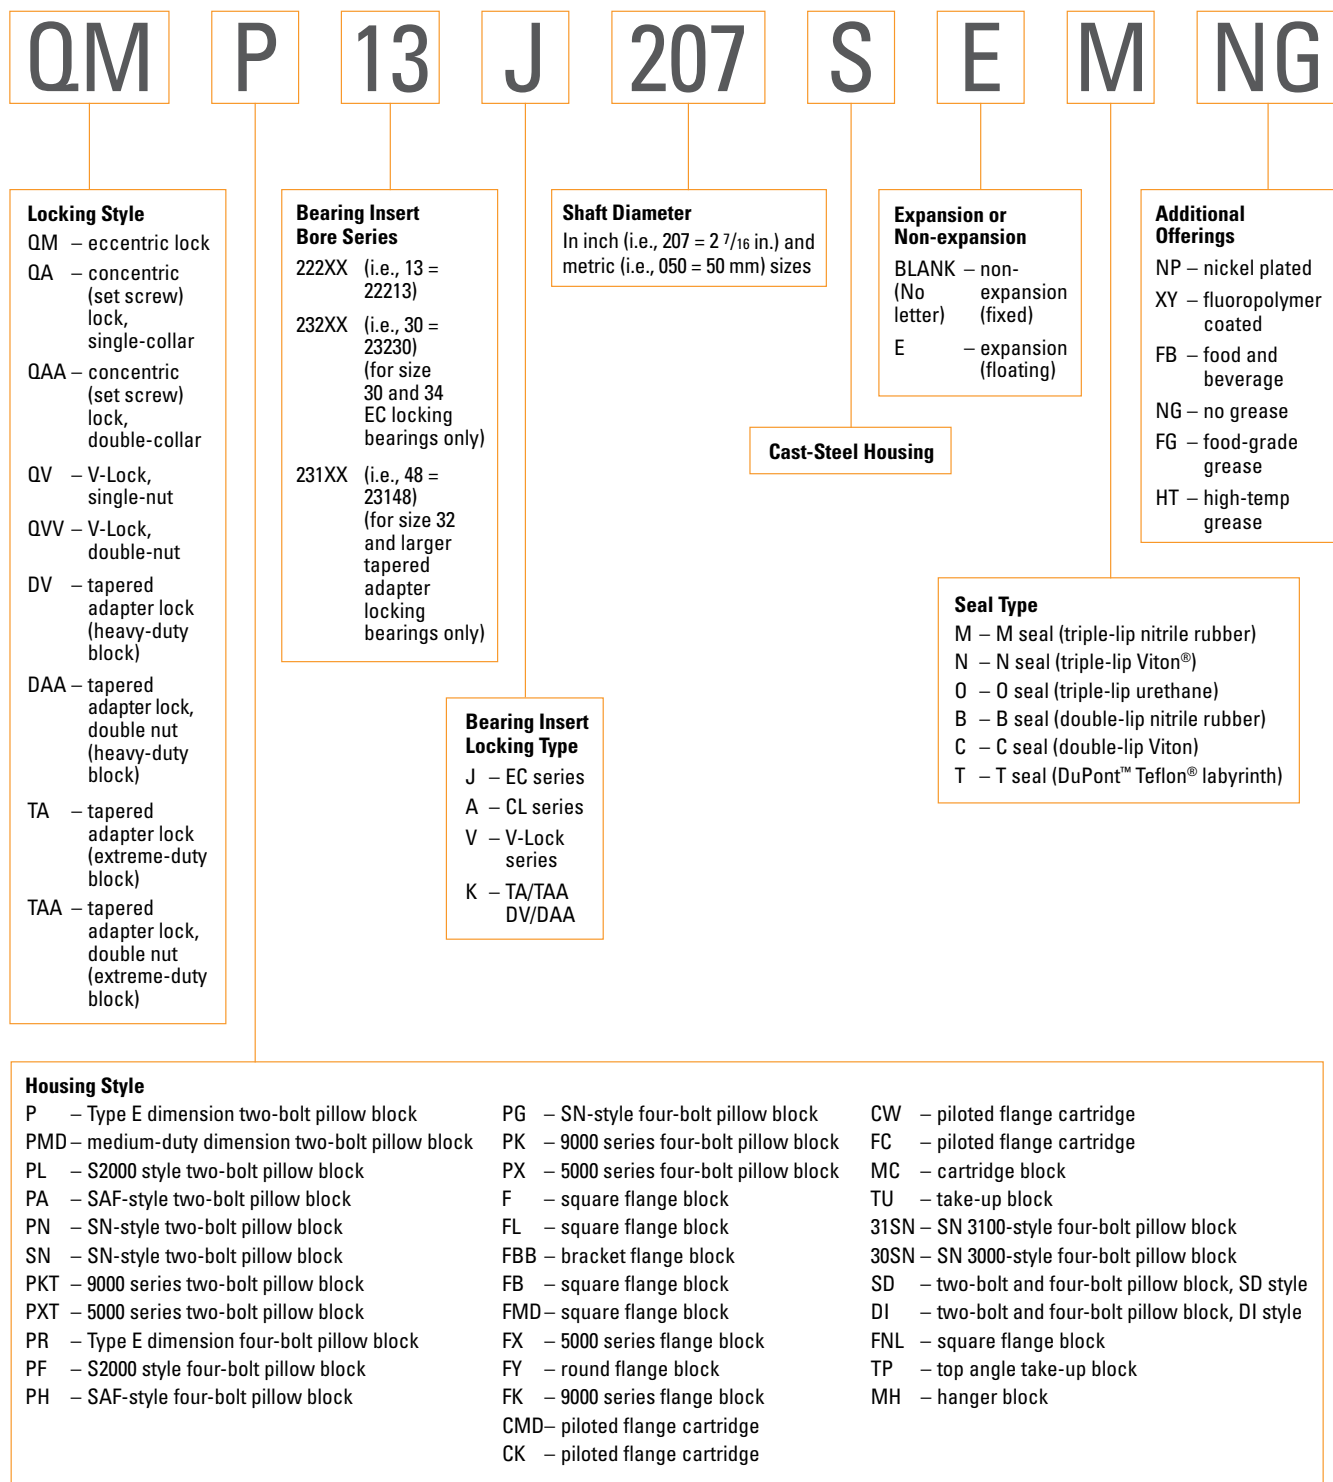 QM P 13 J 207 S E M NG
Locking Style
QM – eccentric lock
QA – concentric
(set screw)
lock,
single-collar
QAA – concentric
(set screw)
lock,
double-collar
QV – V-Lock,
single-nut
QVV – V-Lock,
double-nut
DV – tapered
adapter lock
(heavy-duty
block)
DAA – tapered
adapter lock,
double nut
(heavy-duty
block)
TA – tapered
adapter lock
(extreme-duty
block)
TAA – tapered
adapter lock,
double nut
(extreme-duty
block)
Bearing Insert
Bore Series
222XX (i.e., 13 =
22213)
232XX (i.e., 30 =
23230)
(for size
30 and 34
EC locking
bearings only)
231XX (i.e., 48 =
23148)
(for size 32
and larger
tapered
adapter
locking
bearings only)
Bearing Insert
Locking Type
J – EC series
A – CL series
V – V-Lock
series
K – TA/TAA
DV/DAA
Shaft Diameter
In inch (i.e., 207 = 2 7/16 in.) and
metric (i.e., 050 = 50 mm) sizes
Cast-Steel Housing
Expansion or
Non-expansion
BLANK – non-
(No expansion
letter) (fixed)
E – expansion
(floating)
Seal Type
M – M seal (triple-lip nitrile rubber)
N – N seal (triple-lip Viton®)
O – O seal (triple-lip urethane)
B – B seal (double-lip nitrile rubber)
C – C seal (double-lip Viton)
T – T seal (DuPont™ Teflon® labyrinth)
Additional
Offerings
NP – nickel plated
XY – fluoropolymer
coated
FB – food and
beverage
NG – no grease
FG – food-grade
grease
HT – high-temp
grease
Housing Style
P – Type E dimension two-bolt pillow block
PMD – medium-duty dimension two-bolt pillow block
PL – S2000 style two-bolt pillow block
PA – SAF-style two-bolt pillow block
PN – SN-style two-bolt pillow block
SN – SN-style two-bolt pillow block
PKT – 9000 series two-bolt pillow block
PXT – 5000 series two-bolt pillow block
PR – Type E dimension four-bolt pillow block
PF – S2000 style four-bolt pillow block
PH – SAF-style four-bolt pillow block
PG – SN-style four-bolt pillow block
PK – 9000 series four-bolt pillow block
PX – 5000 series four-bolt pillow block
F – square flange block
FL – square flange block
FBB – bracket flange block
FB – square flange block
FMD – square flange block
FX – 5000 series flange block
FY – round flange block
FK – 9000 series flange block
CMD – piloted flange cartridge
CK – piloted flange cartridge
CW – piloted flange cartridge
FC – piloted flange cartridge
MC – cartridge block
TU – take-up block
31SN – SN 3100-style four-bolt pillow block
30SN – SN 3000-style four-bolt pillow block
SD – two-bolt and four-bolt pillow block, SD style
DI – two-bolt and four-bolt pillow block, DI style
FNL – square flange block
TP – top angle take-up block
MH – hanger block